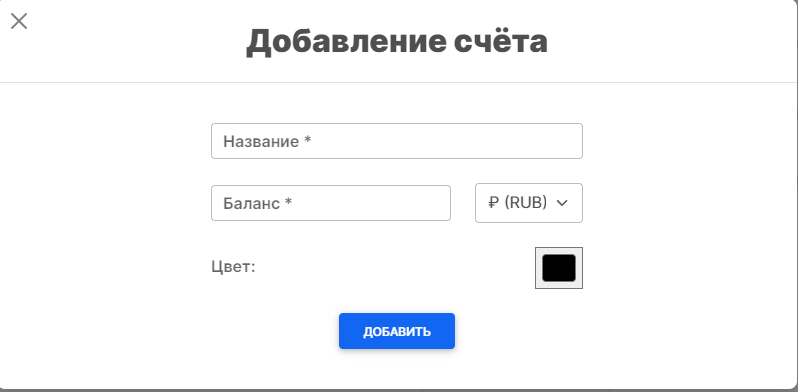 Добавление счёта
Название *
Баланс *
₽ (RUB)
Цвет:
ДОБАВИТЬ